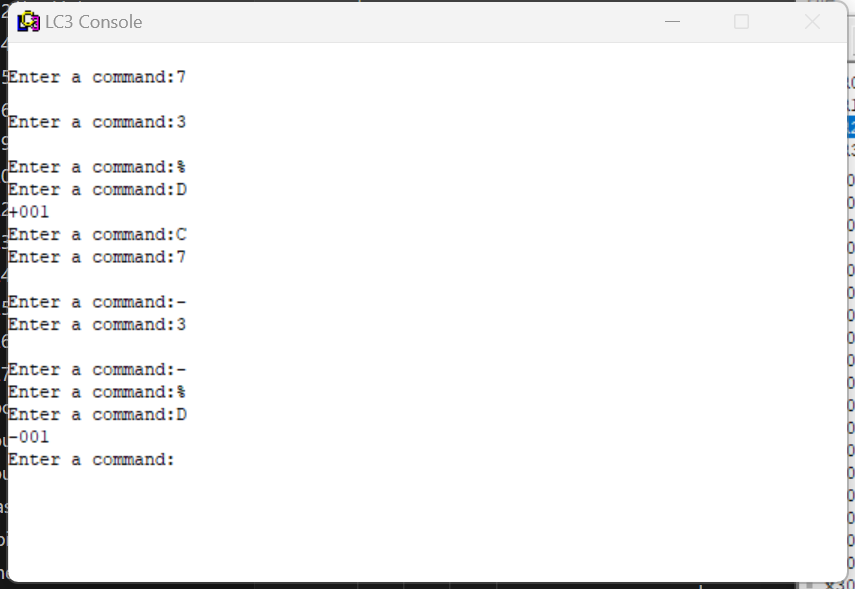 LC3 Console
Enter a command:7
Enter a command:3
Enter a command:%
Enter a command:D
+001
Enter a command:C
Enter a command:7
Enter a command:-
Enter a command:3
Enter a command:-
Enter a command:%
Enter a command:D
-001
Enter a command:
x30